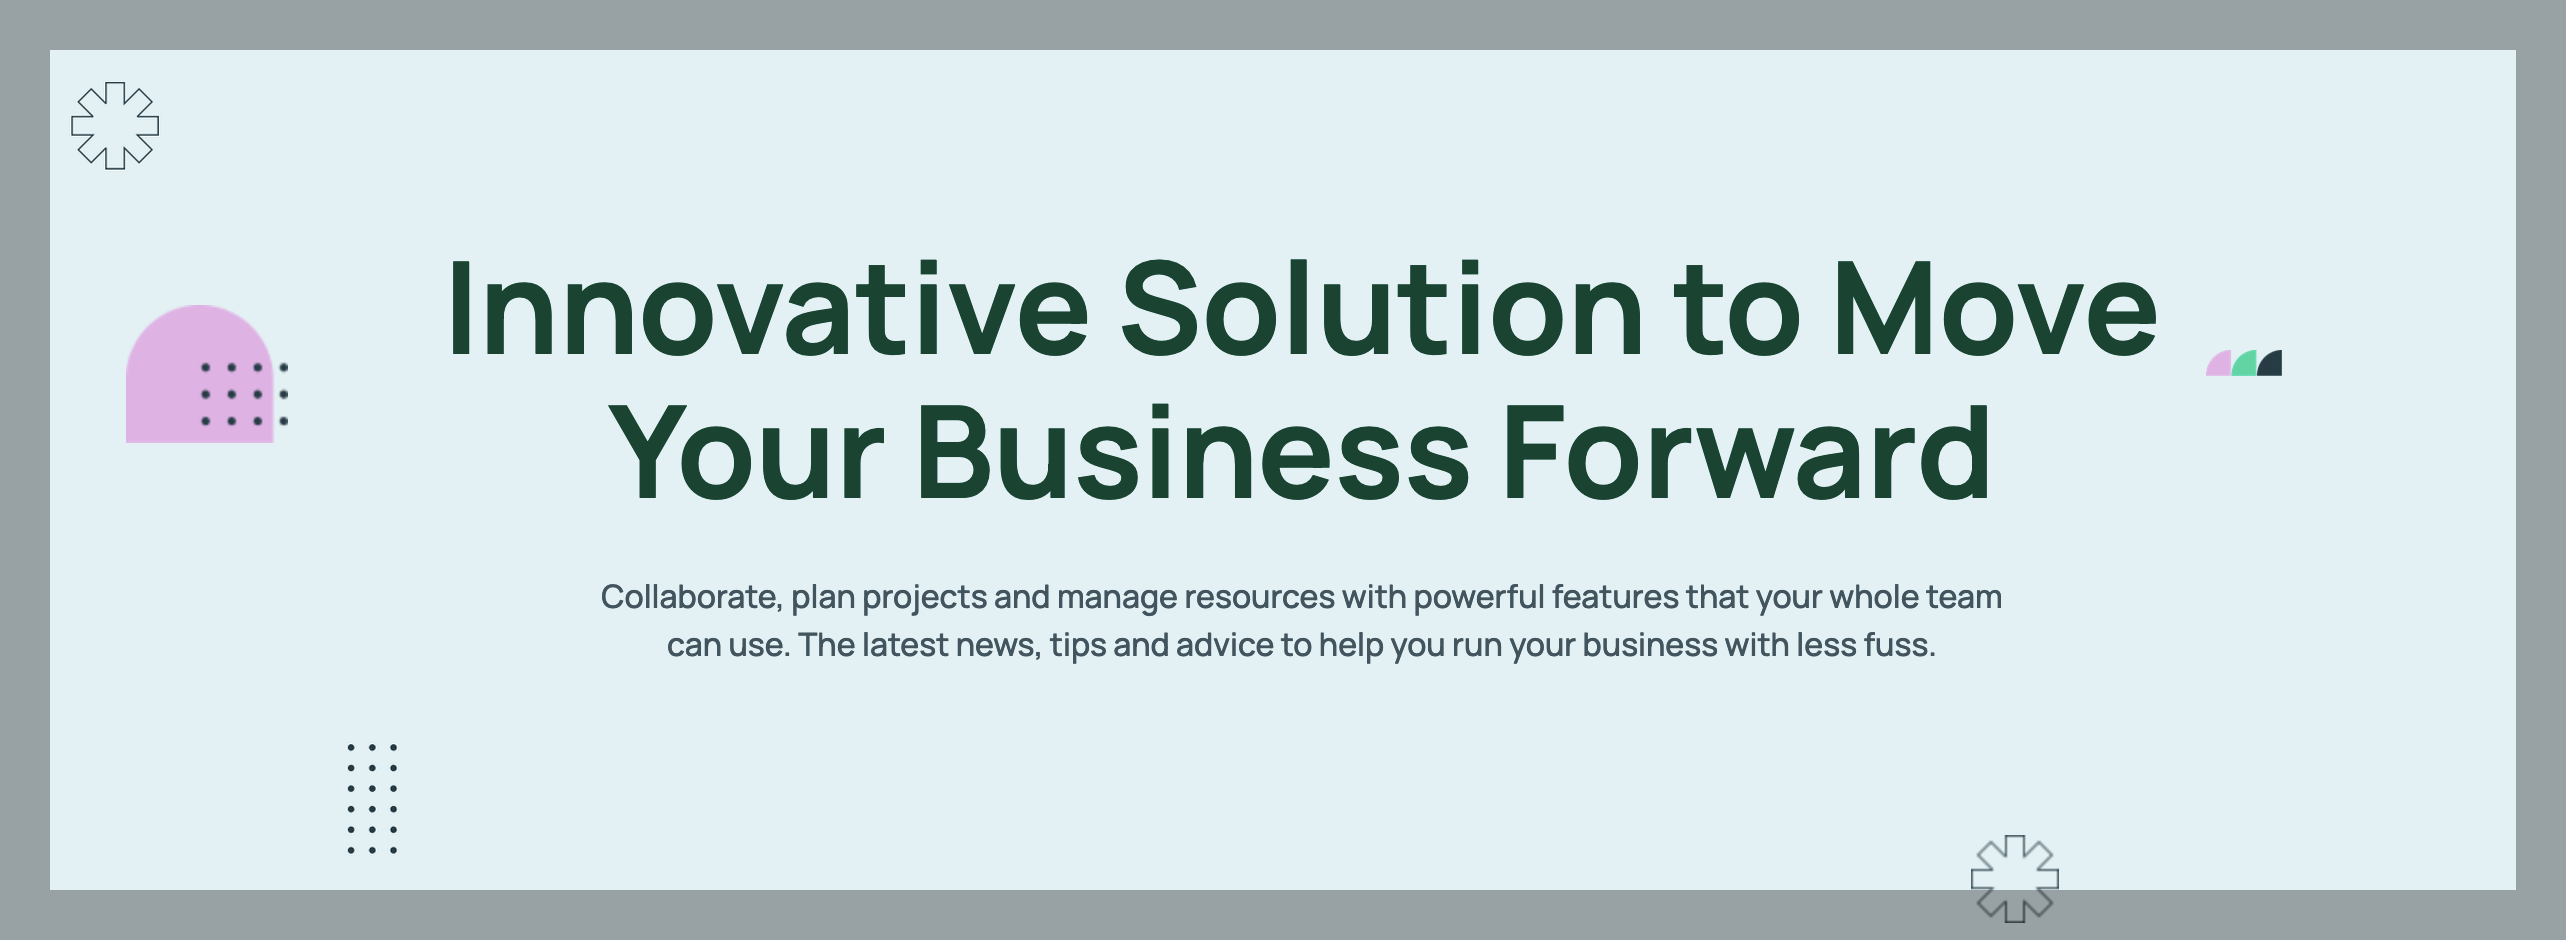 Innovative Solution to Move
Your Business Forward
Collaborate, plan projects and manage resources with powerful features that your whole team
can use. The latest news, tips and advice to help you run your business with less fuss.